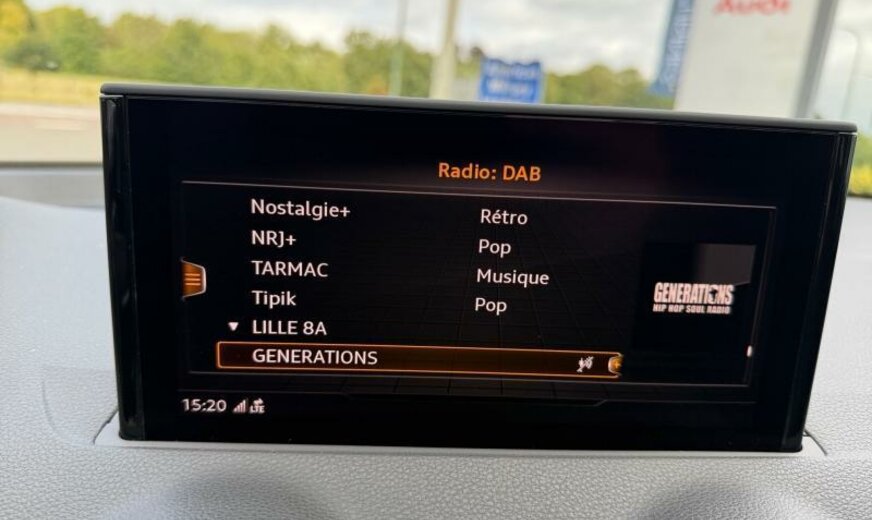 Audi
Radio: DAB
Nostalgie+ Rétro
NRJ+ Pop
TARMAC Musique
Tipik Pop
LILLE 8A
GENERATIONS
GENERATIONS
HIP HOP SOUL RADIO
15:20 LTE